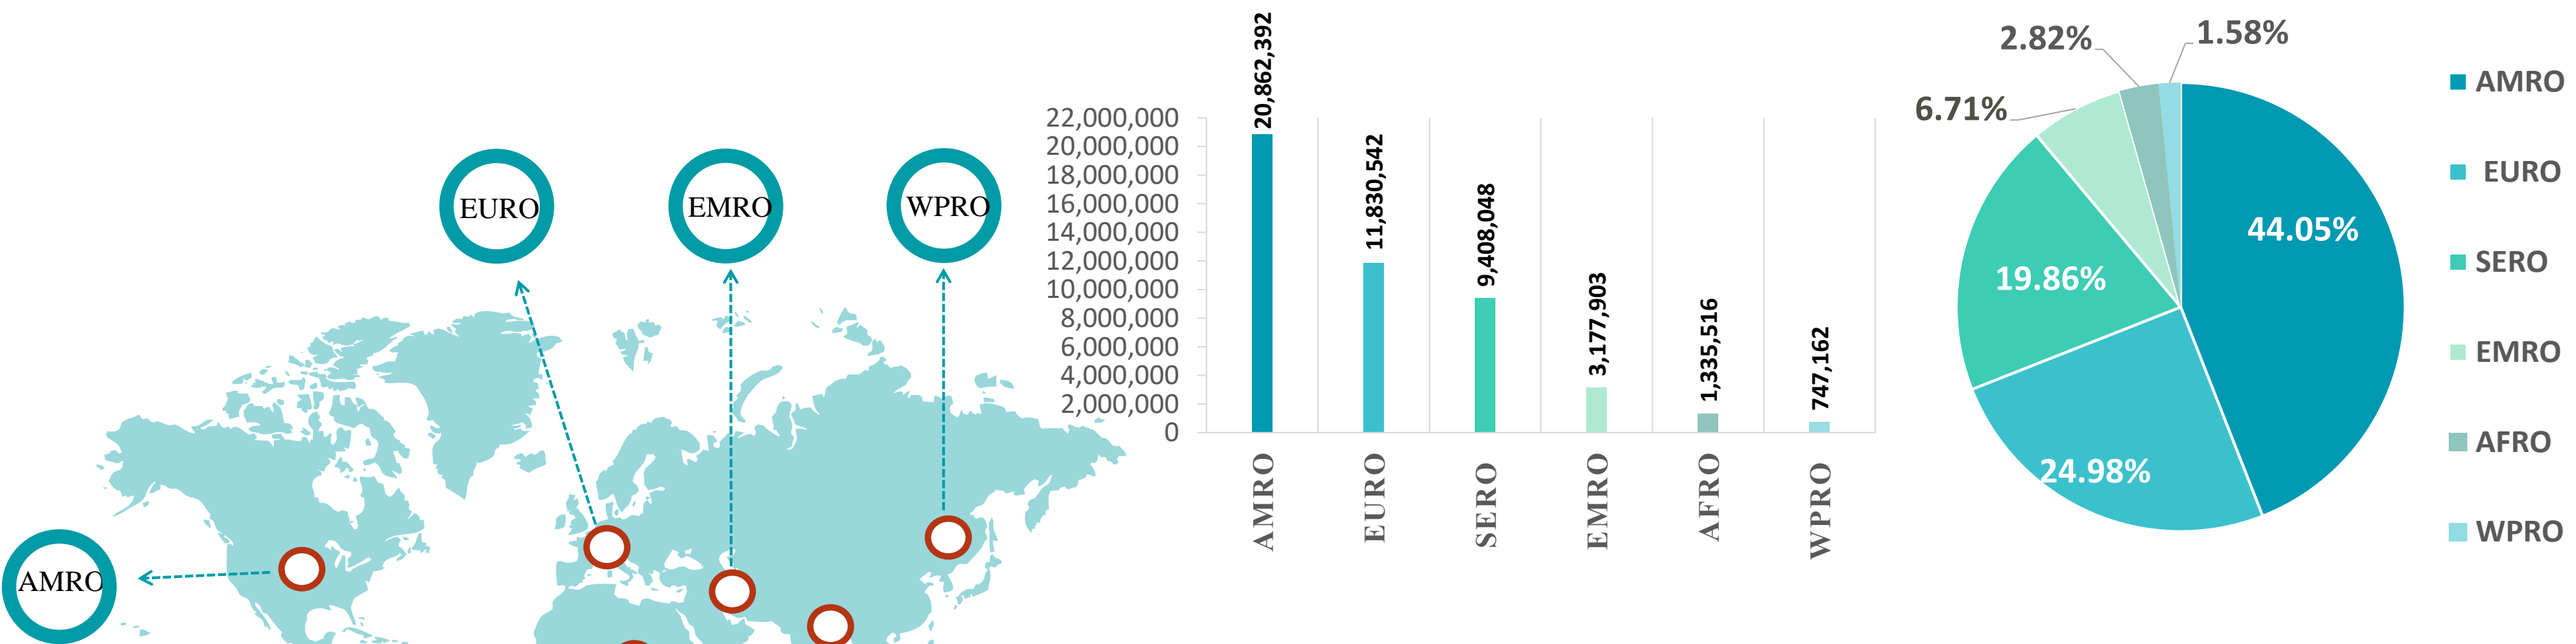 EURO
EMRO
WPRO
AMRO
20,862,392
11,830,542
9,408,048
3,177,903
1,335,516
747,162
22,000,000
20,000,000
18,000,000
16,000,000
14,000,000
12,000,000
10,000,000
8,000,000
6,000,000
4,000,000
2,000,000
0
AMRO
EURO
SERO
EMRO
AFRO
WPRO
2.82%
1.58%
6.71%
44.05%
19.86%
24.98%
AMRO
EURO
SERO
EMRO
AFRO
WPRO